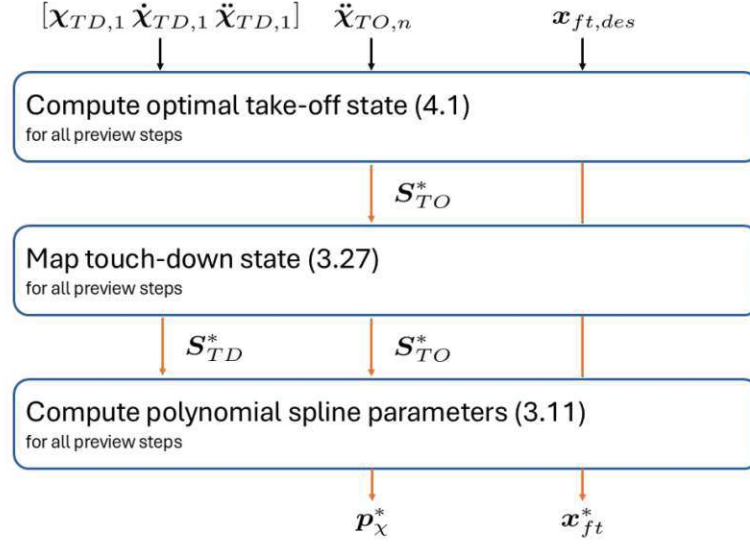 [χ_{TD,1} χ̇_{TD,1} χ̈_{TD,1}] χ̈_{TO,n} x_{ft,des}
Compute optimal take-off state (4.1)
for all preview steps
S*_{TO}
Map touch-down state (3.27)
for all preview steps
S*_{TD} S*_{TO}
Compute polynomial spline parameters (3.11)
for all preview steps
p*_χ x*_{ft}